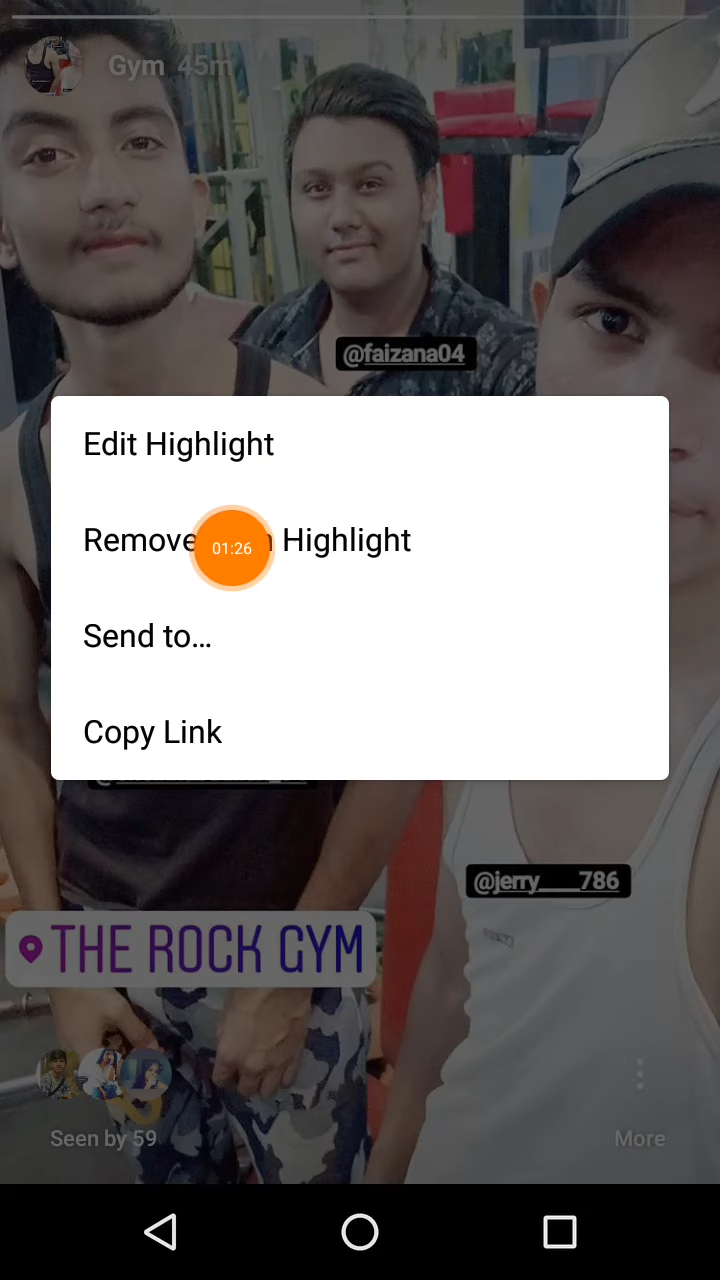 Gym 45m
@faizana04
Edit Highlight
Remove Highlight
01:26
Send to...
Copy Link
@jerry___786
THE ROCK GYM
Seen by 59
More